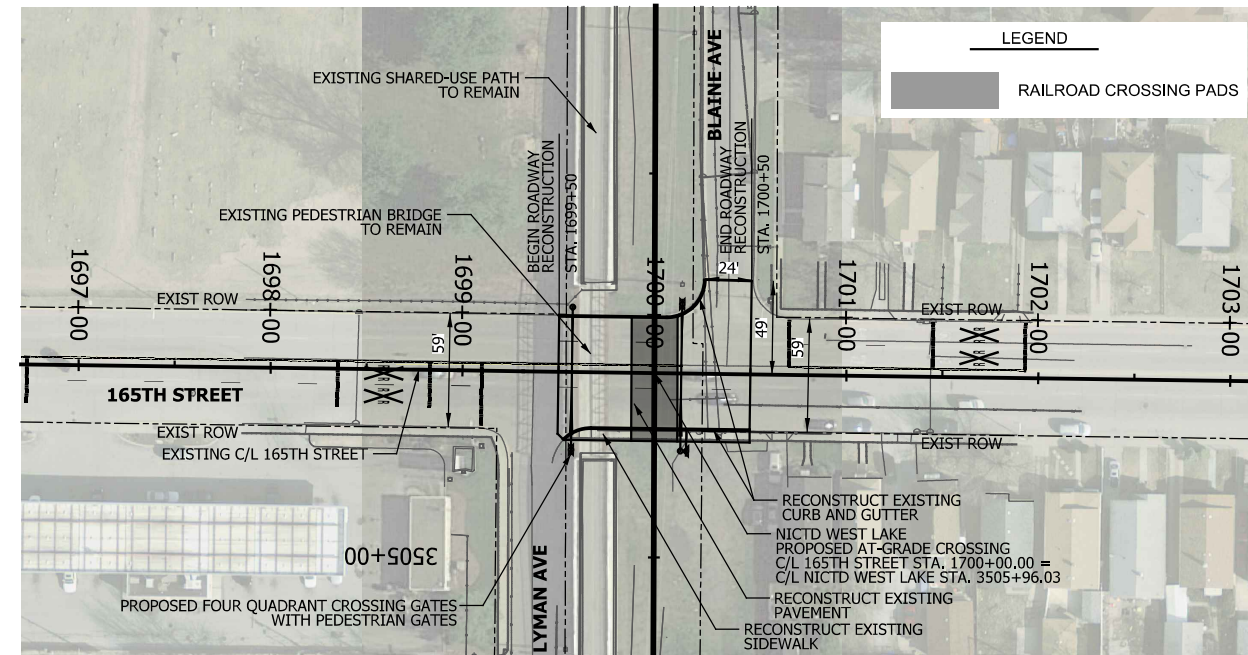 LEGEND
RAILROAD CROSSING PADS
EXISTING SHARED-USE PATH
TO REMAIN
BLAINE AVE
BEGIN ROADWAY
RECONSTRUCTION
STA. 1699+50
END ROADWAY
RECONSTRUCTION
STA. 1700+50
EXISTING PEDESTRIAN BRIDGE
TO REMAIN
24'
1697+00
1698+00
1699+00
1700+00
1701+00
1702+00
1703+00
EXIST ROW
EXIST ROW
59'
49'
59'
R R
R R
165TH STREET
EXIST ROW
EXIST ROW
EXISTING C/L 165TH STREET
RECONSTRUCT EXISTING
CURB AND GUTTER
NICTD WEST LAKE
PROPOSED AT-GRADE CROSSING
C/L 165TH STREET STA. 1700+00.00 =
C/L NICTD WEST LAKE STA. 3505+96.03
3505+00
LYMAN AVE
PROPOSED FOUR QUADRANT CROSSING GATES
WITH PEDESTRIAN GATES
RECONSTRUCT EXISTING
PAVEMENT
RECONSTRUCT EXISTING
SIDEWALK